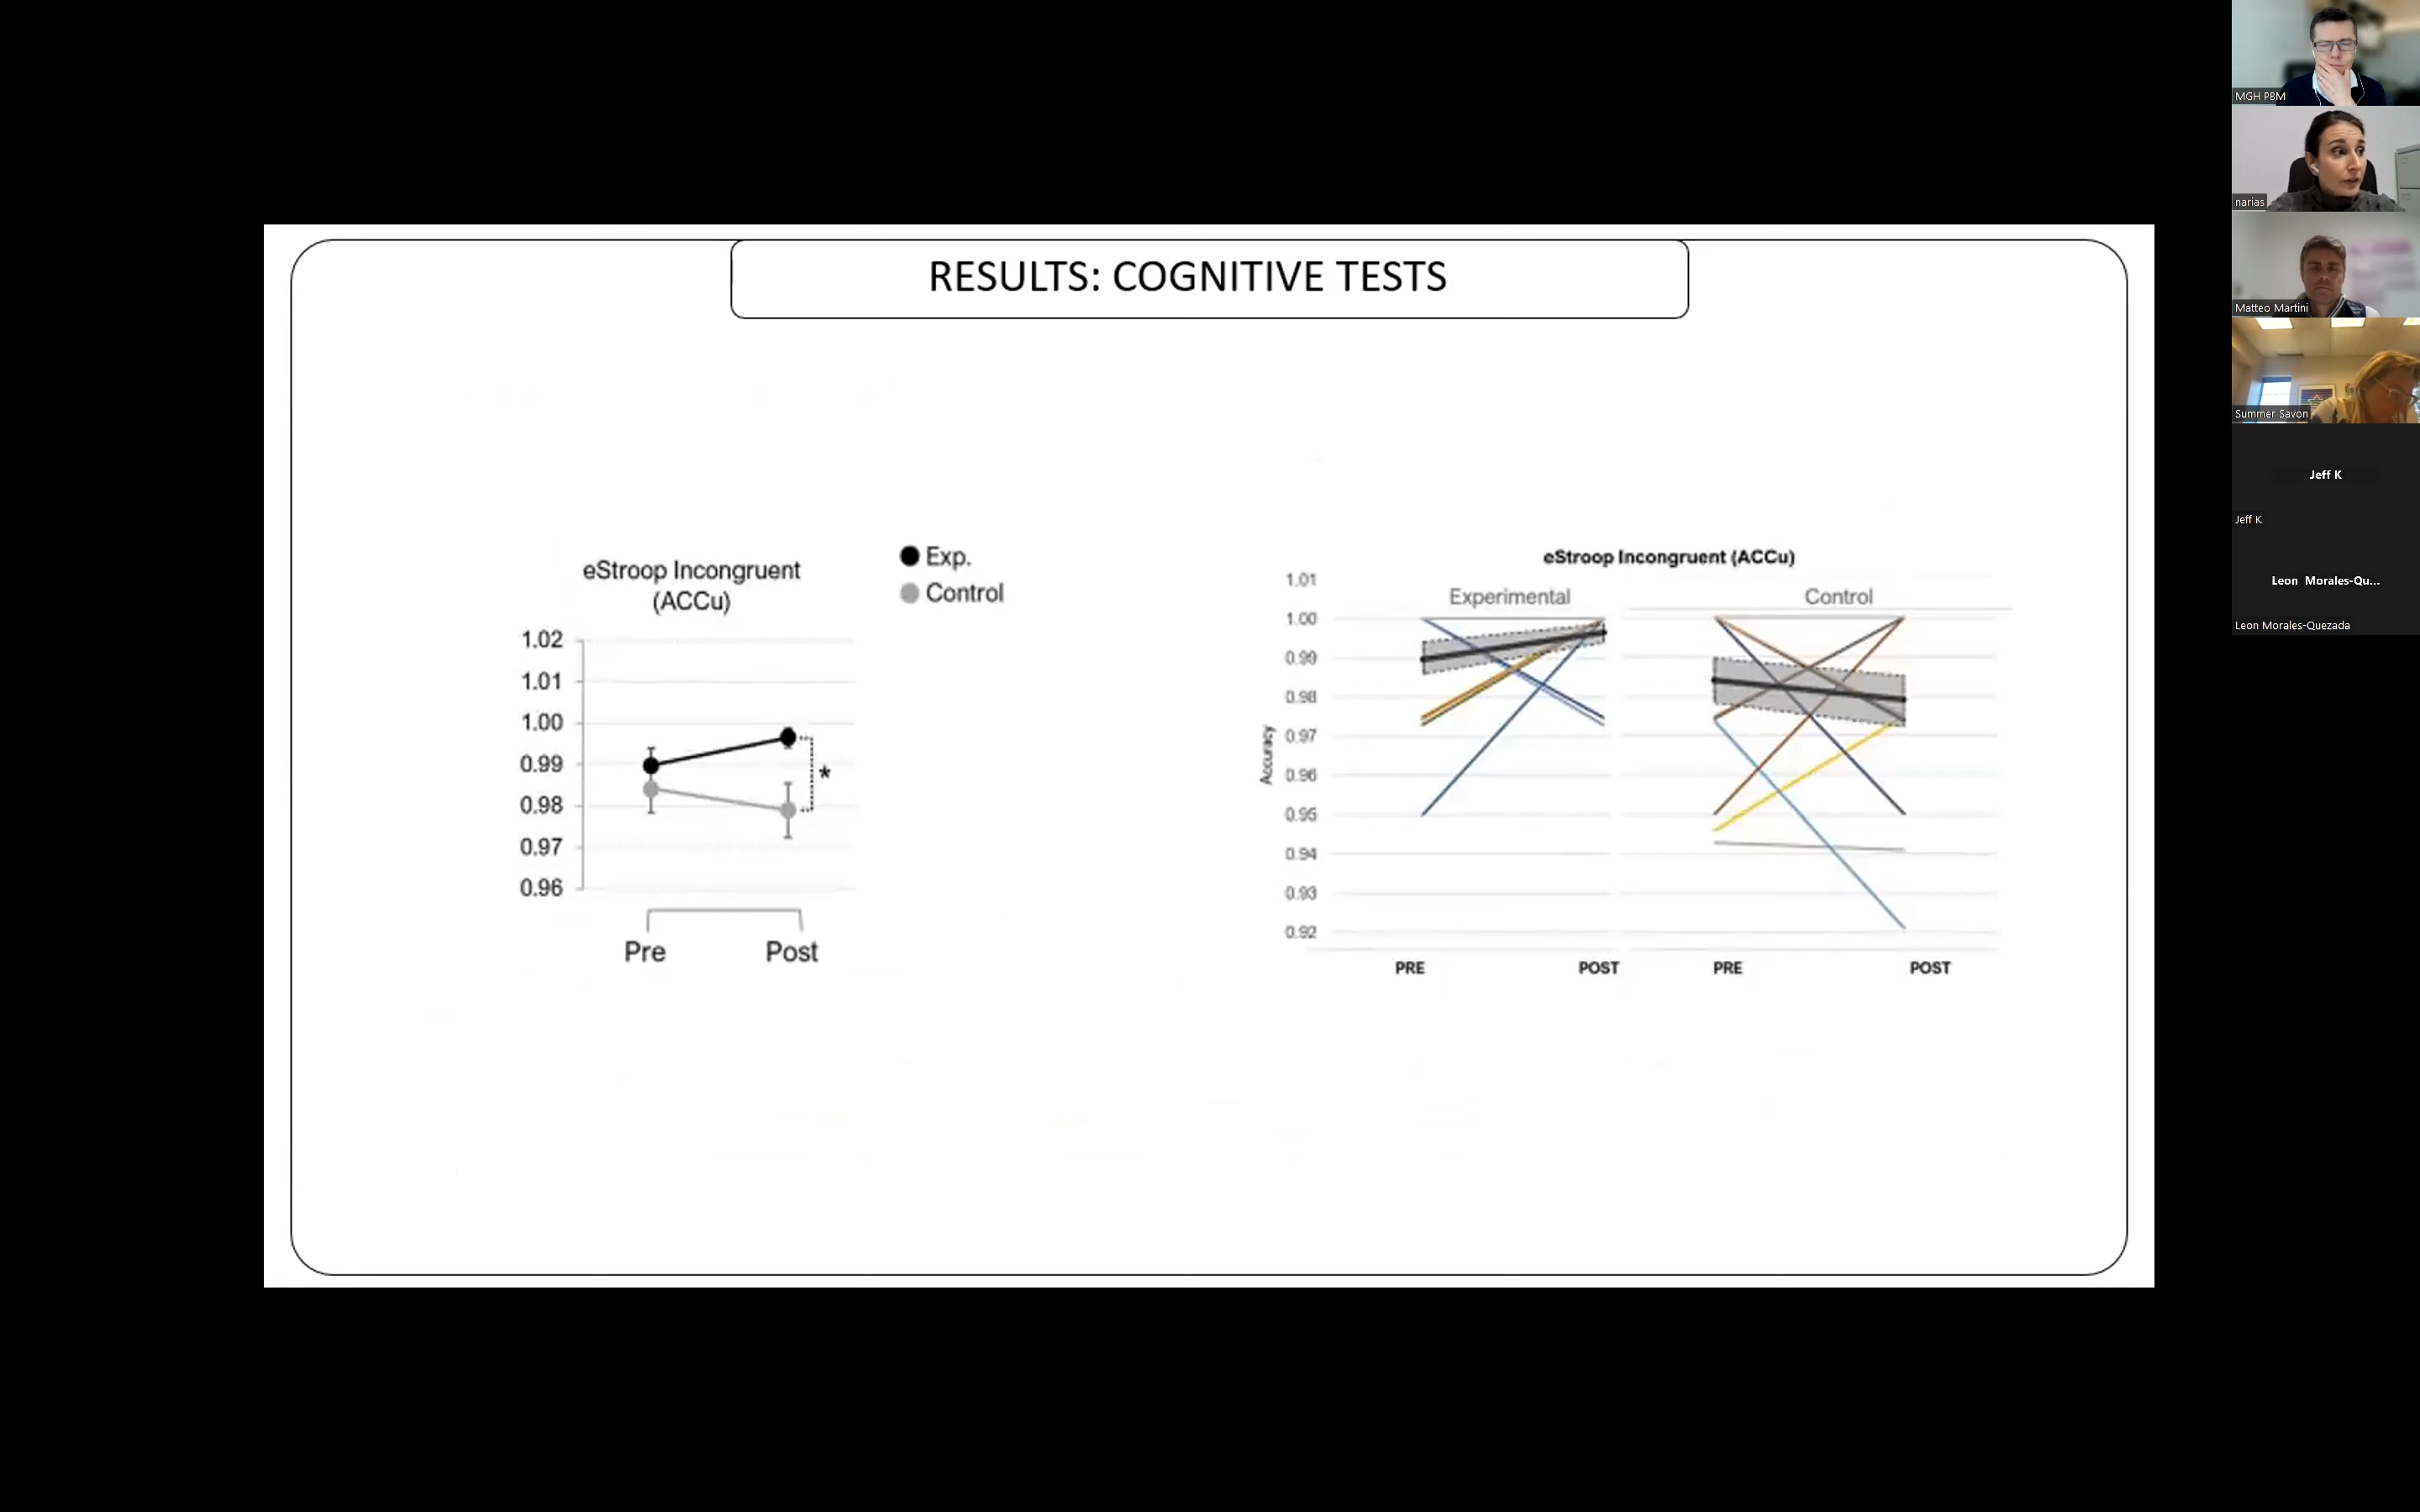 RESULTS: COGNITIVE TESTS
eStroop Incongruent
(ACCu)
Exp.
Control
1.02
1.01
1.00
0.99
0.98
0.97
0.96
*
Pre
Post
eStroop Incongruent (ACCu)
Experimental
Control
Accuracy
1.01
1.00
0.99
0.98
0.97
0.96
0.95
0.94
0.93
0.92
PRE
POST
PRE
POST
MGH PBM
narias
Matteo Martini
Summer Savon
Jeff K
Jeff K
Leon Morales-Qu...
Leon Morales-Quezada